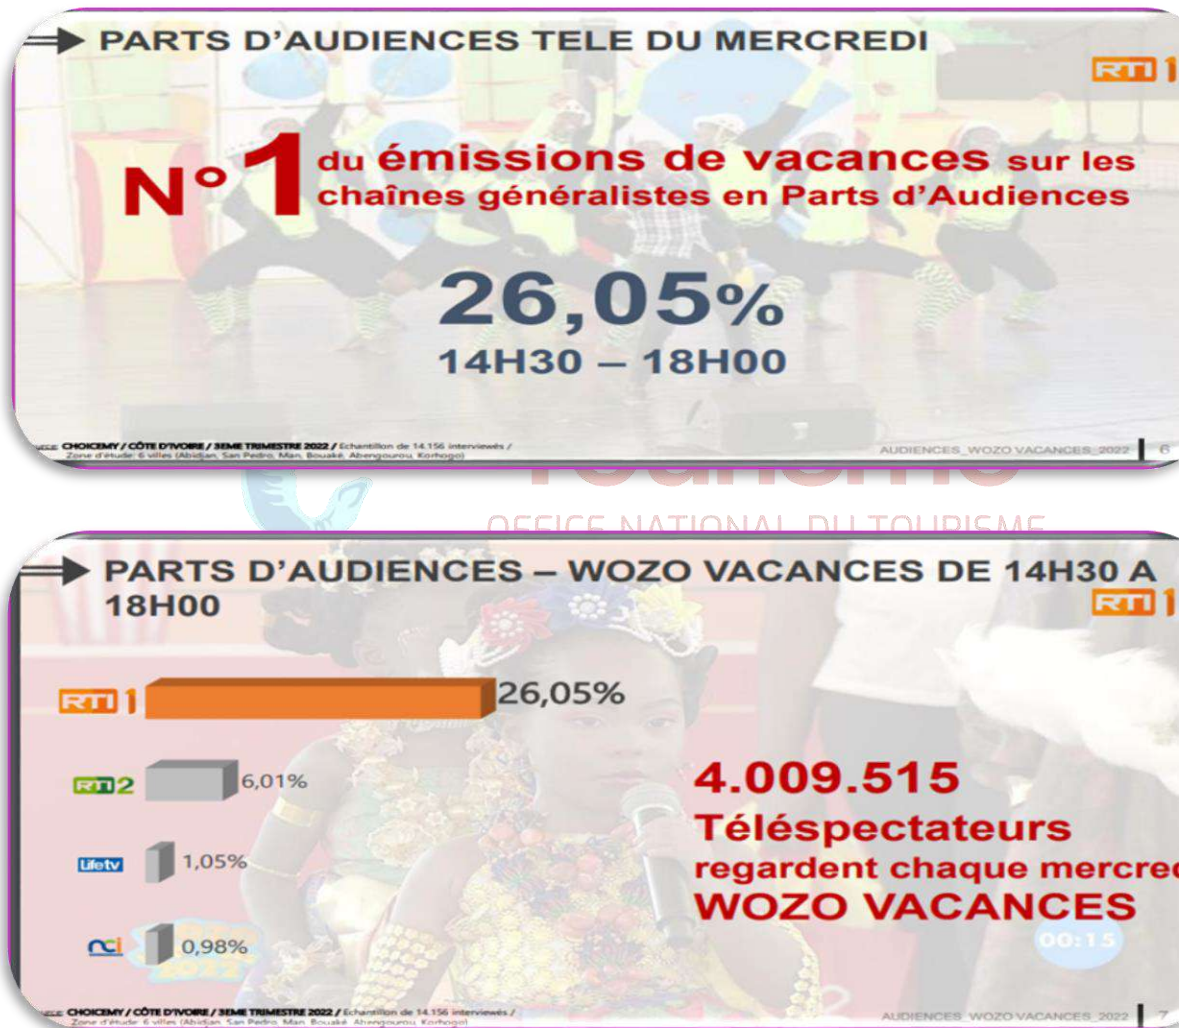 PARTS D'AUDIENCES TELE DU MERCREDI
RTI 1
N° 1 du émissions de vacances sur les
chaînes généralistes en Parts d'Audiences
26,05%
14H30 – 18H00
CHOICEMY / CÔTE D'IVOIRE / 3EME TRIMESTRE 2022 / Echantillon de 14.156 interviewés /
Zone d'étude: 6 villes (Abidjan, San Pedro, Man, Bouaké, Abengourou, Korhogo)
AUDIENCES_WOZO VACANCES_2022 6
OFFICE NATIONAL DU TOURISME
PARTS D'AUDIENCES – WOZO VACANCES DE 14H30 A
18H00
RTI 1
RTI 1 26,05%
RTI 2 6,01%
Life tv 1,05%
nci 0,98%
4.009.515
Téléspectateurs
regardent chaque mercred
WOZO VACANCES
00:15
2022
CHOICEMY / CÔTE D'IVOIRE / 3EME TRIMESTRE 2022 / Echantillon de 14.156 interviewés /
Zone d'étude: 6 villes (Abidjan, San Pedro, Man, Bouaké, Abengourou, Korhogo)
AUDIENCES_WOZO VACANCES_2022 7